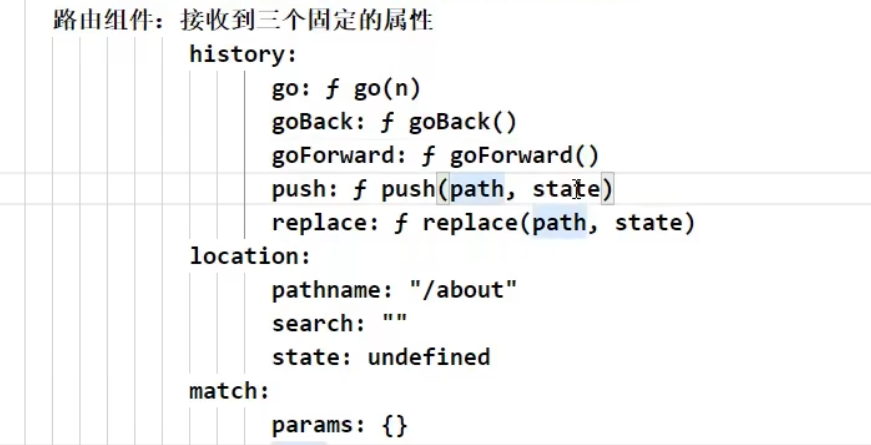 路由组件：接收到三个固定的属性
history:
go: ƒ go(n)
goBack: ƒ goBack()
goForward: ƒ goForward()
push: ƒ push(path, state)
replace: ƒ replace(path, state)
location:
pathname: "/about"
search: ""
state: undefined
match:
params: {}